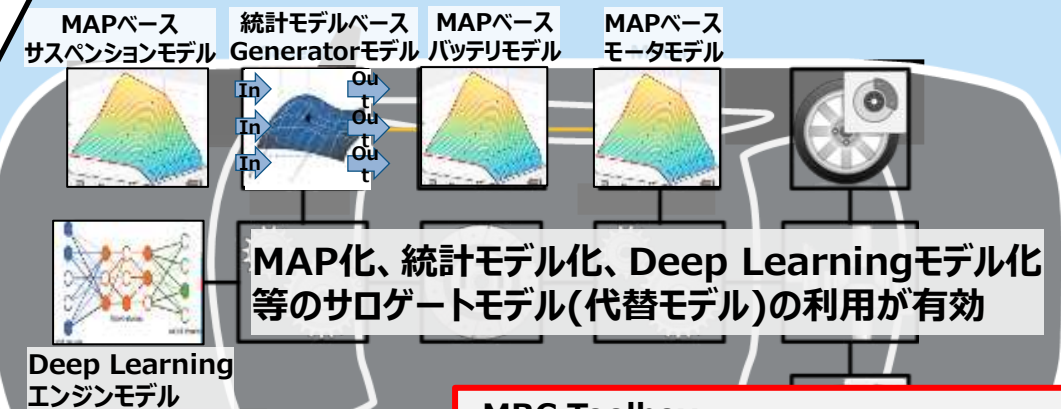 MAPベース
サスペンションモデル
統計モデルベース
Generatorモデル
MAPベース
バッテリモデル
MAPベース
モータモデル
In
In
In
Ou
t
Ou
t
Ou
t
MAP化、統計モデル化、Deep Learningモデル化
等のサロゲートモデル(代替モデル)の利用が有効
Deep Learning
エンジンモデル